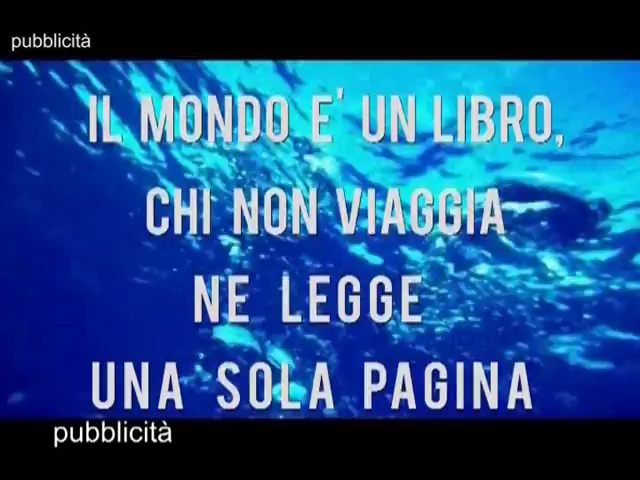 pubblicità
IL MONDO E' UN LIBRO,
CHI NON VIAGGIA
NE LEGGE
UNA SOLA PAGINA
pubblicità